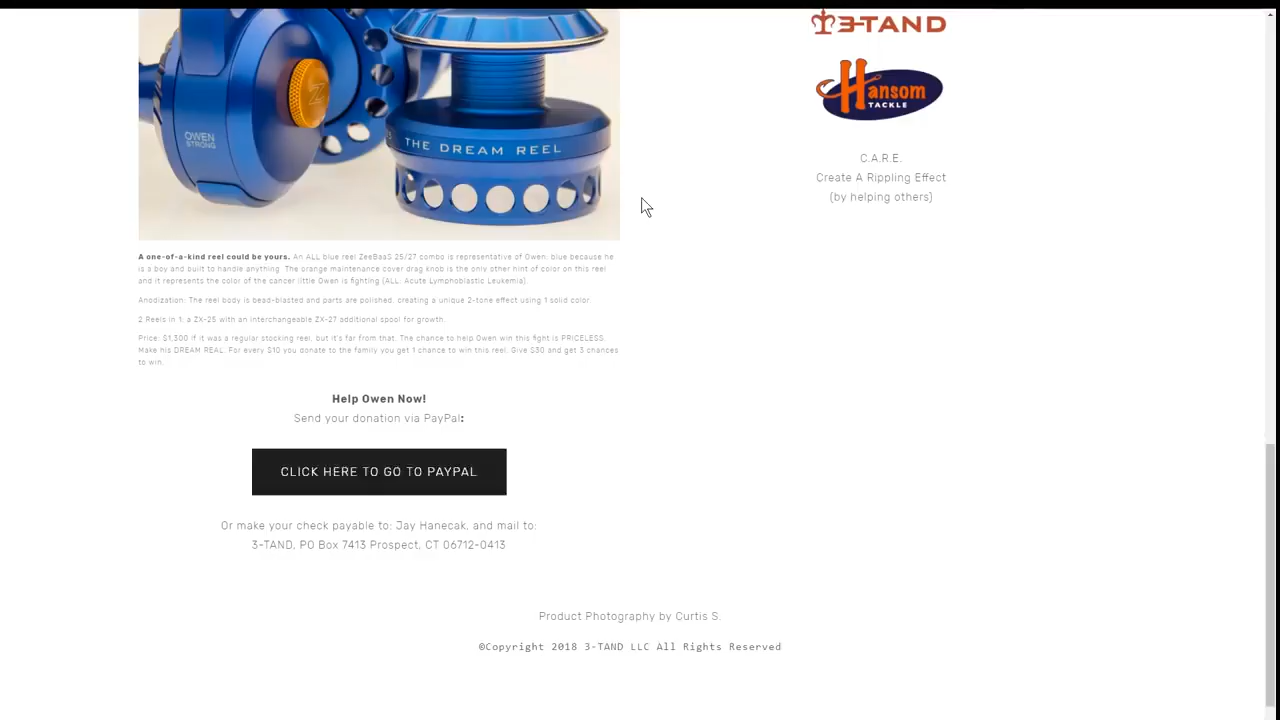 3-TAND
Hansom
TACKLE
OWEN
STRONG
THE DREAM REEL
C.A.R.E.
Create A Rippling Effect
(by helping others)
A one-of-a-kind reel could be yours. An ALL blue reel ZeeBaaS 25/27 combo is representative of Owen: blue because he
is a boy and built to handle anything. The orange maintenance cover drag knob is the only other hint of color on this reel
and it represents the color of the cancer little Owen is fighting (ALL: Acute Lymphoblastic Leukemia).
Anodization: The reel body is bead-blasted and parts are polished, creating a unique 2-tone effect using 1 solid color
2 Reels in 1; a ZX-25 with an interchangeable ZX-27 additional spool for growth.
Price: $1,300 if it was a regular stocking reel, but it's far from that. The chance to help Owen win this fight is PRICELESS.
Make his DREAM REAL. For every $10 you donate to the family you get 1 chance to win this reel. Give $30 and get 3 chances
to win.
Help Owen Now!
Send your donation via PayPal:
CLICK HERE TO GO TO PAYPAL
Or make your check payable to: Jay Hanecak, and mail to:
3-TAND, PO Box 7413 Prospect, CT 06712-0413
Product Photography by Curtis S.
©Copyright 2018 3-TAND LLC All Rights Reserved